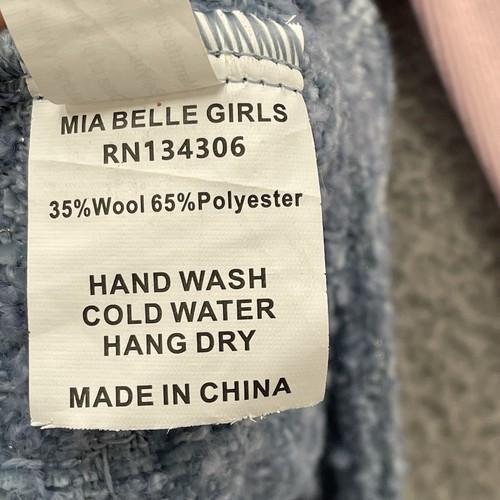 MIA BELLE GIRLS
RN134306
35%Wool 65%Polyester
HAND WASH
COLD WATER
HANG DRY
MADE IN CHINA